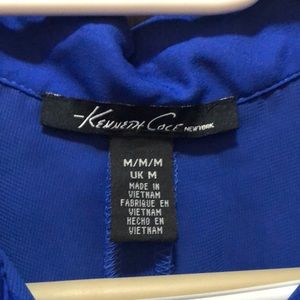 Kenneth Cole NEW YORK
M/M/M
UK M
MADE IN
VIETNAM
FABRIQUE EN
VIETNAM
HECHO EN
VIETNAM